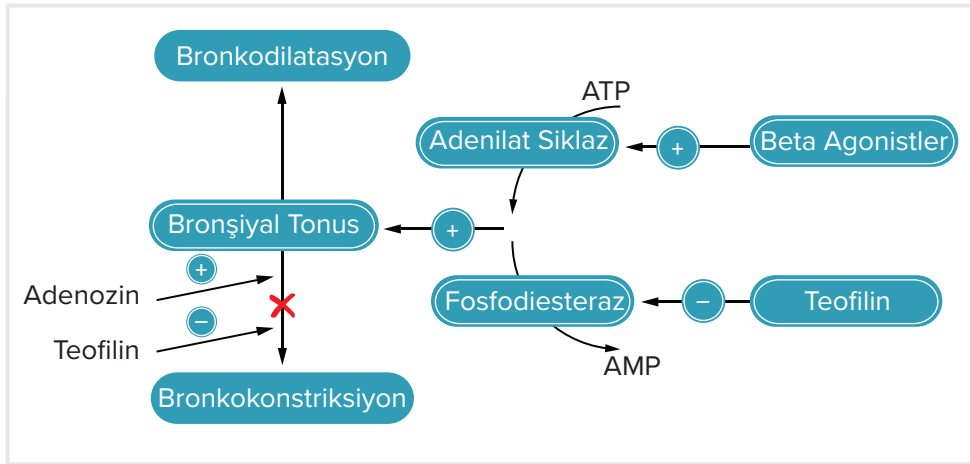 Bronkodilatasyon
ATP
Adenilat Siklaz
+
Beta Agonistler
Bronşiyal Tonus
+
+
Adenozin
Fosfodiesteraz
−
Teofilin
−
Teofilin
AMP
Bronkokonstriksiyon